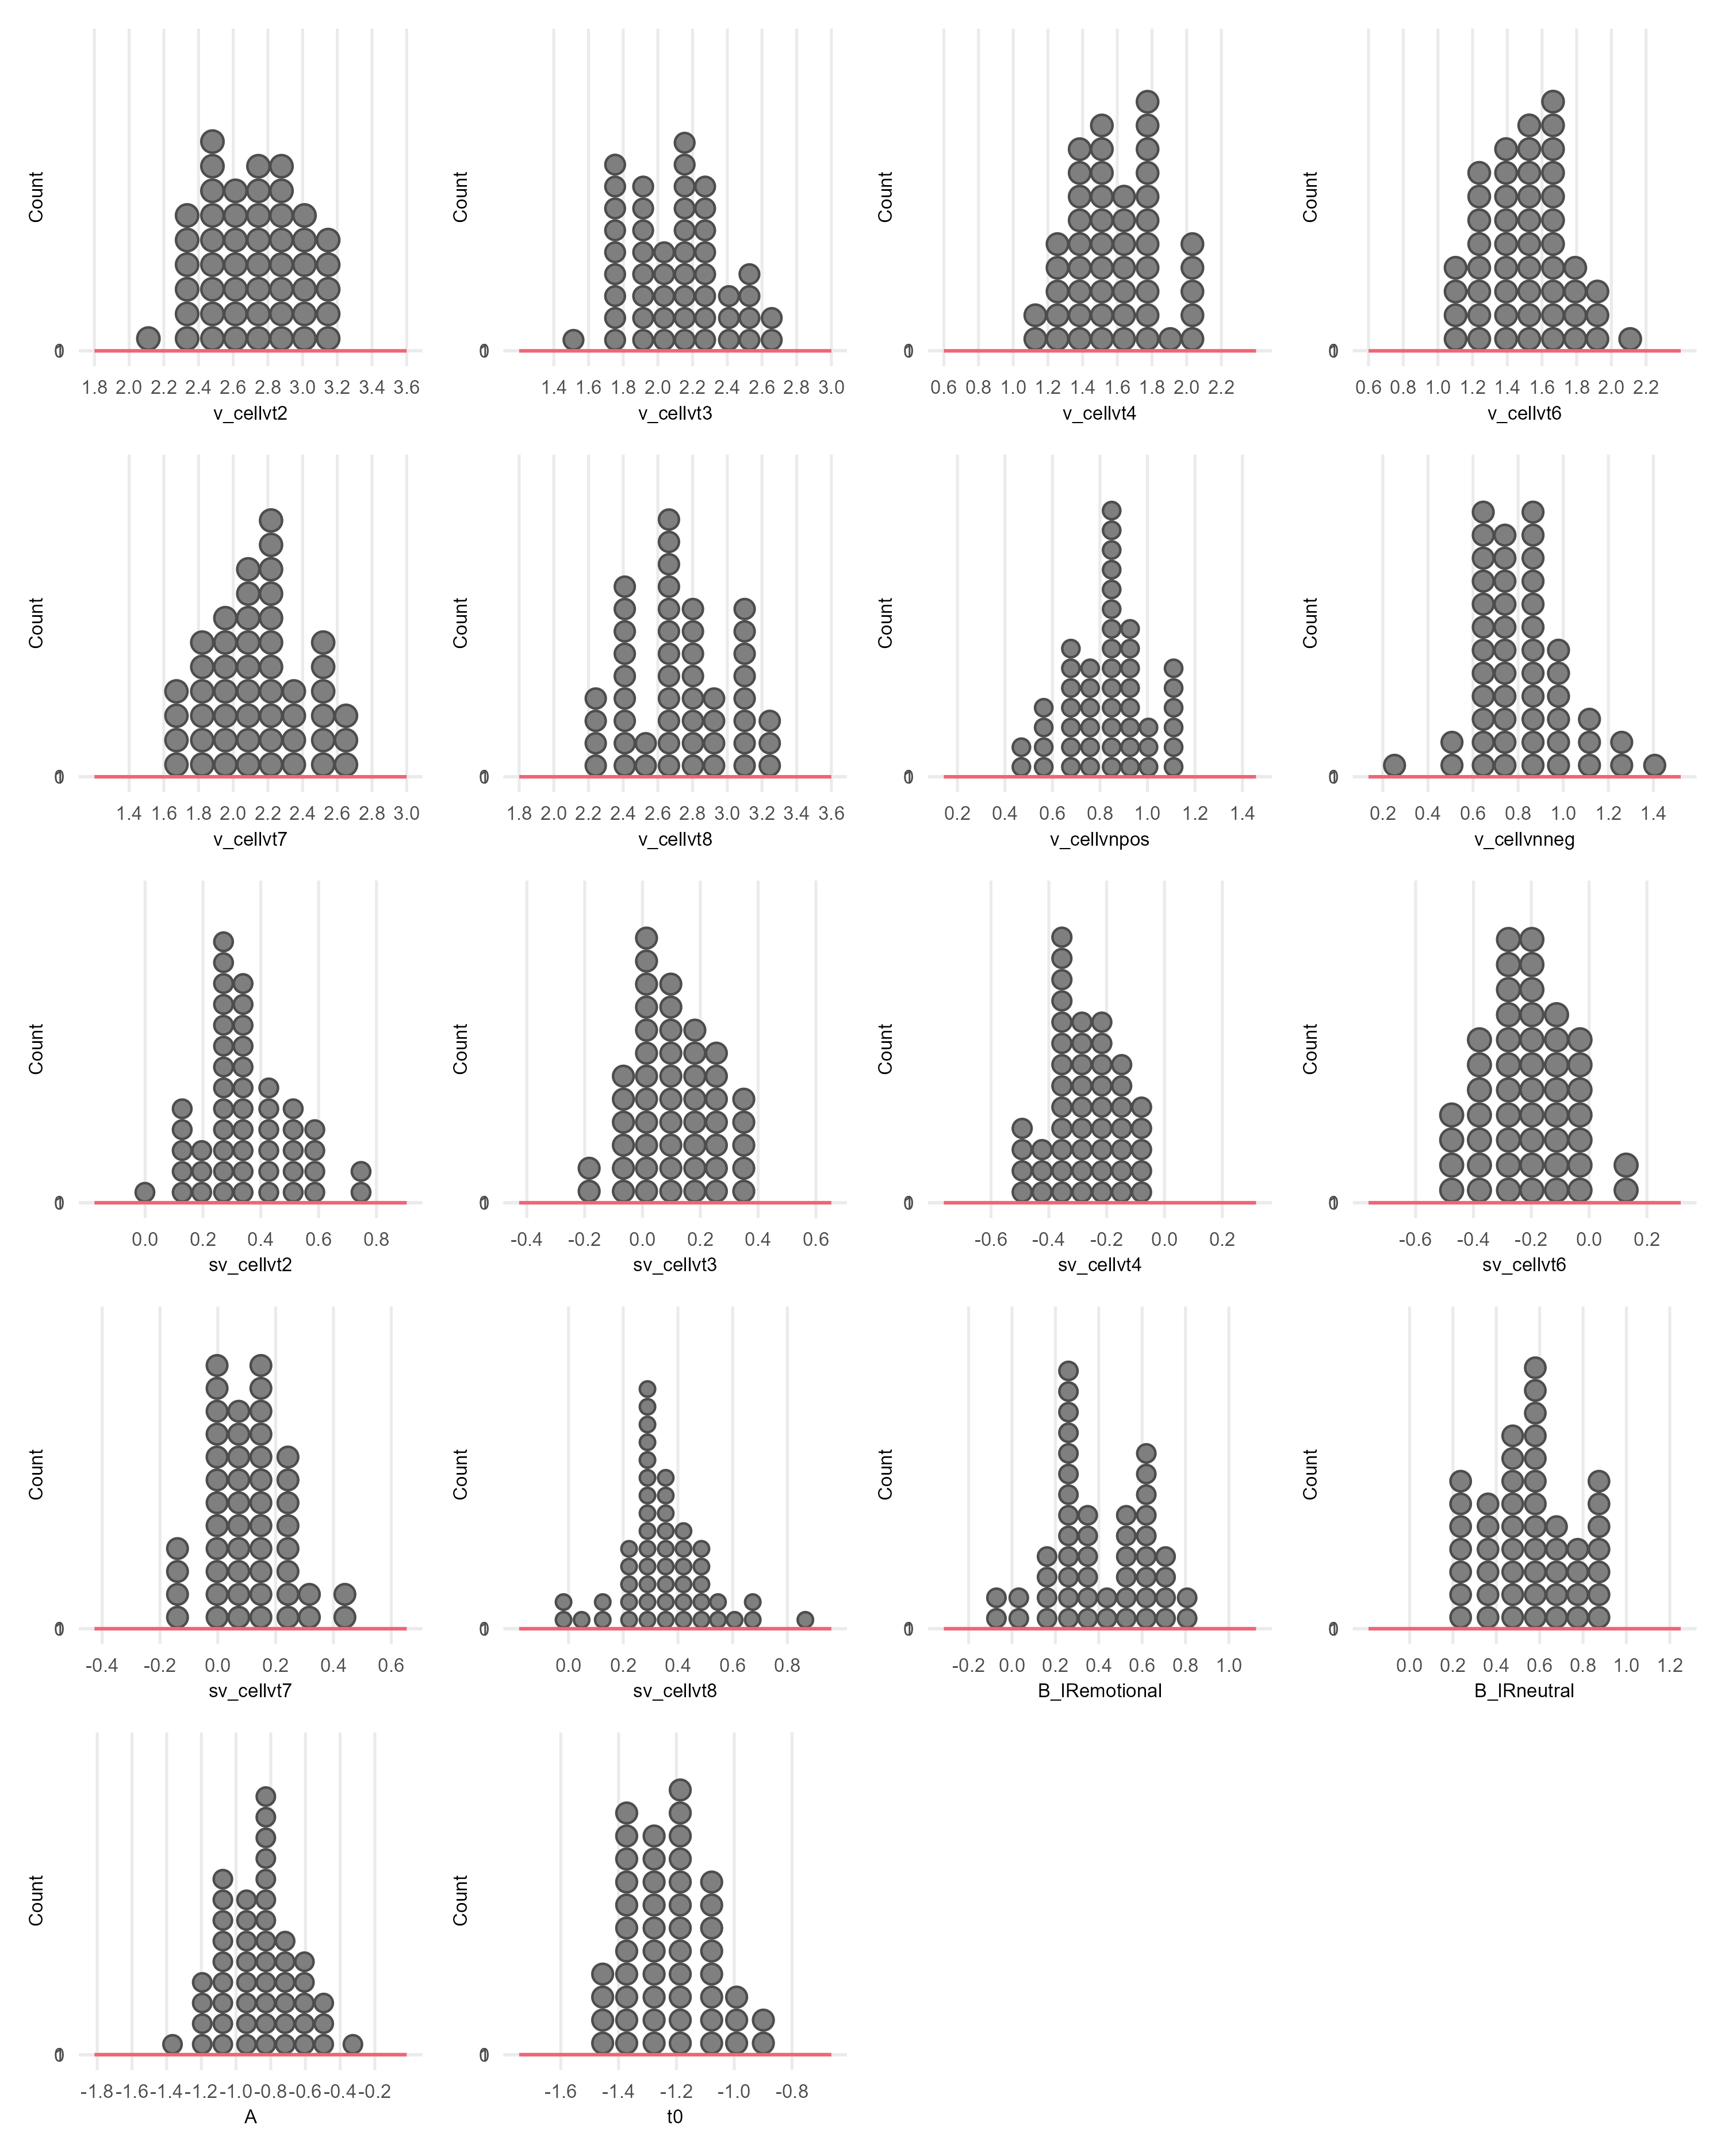 Count
0
1.8 2.0 2.2 2.4 2.6 2.8 3.0 3.2 3.4 3.6
v_cellvt2
Count
0
1.4 1.6 1.8 2.0 2.2 2.4 2.6 2.8 3.0
v_cellvt3
Count
0
0.6 0.8 1.0 1.2 1.4 1.6 1.8 2.0 2.2
v_cellvt4
Count
0
0.6 0.8 1.0 1.2 1.4 1.6 1.8 2.0 2.2
v_cellvt6
Count
0
1.4 1.6 1.8 2.0 2.2 2.4 2.6 2.8 3.0
v_cellvt7
Count
0
1.8 2.0 2.2 2.4 2.6 2.8 3.0 3.2 3.4 3.6
v_cellvt8
Count
0
0.2 0.4 0.6 0.8 1.0 1.2 1.4
v_cellvnpos
Count
0
0.2 0.4 0.6 0.8 1.0 1.2 1.4
v_cellvnneg
Count
0
0.0 0.2 0.4 0.6 0.8
sv_cellvt2
Count
0
-0.4 -0.2 0.0 0.2 0.4 0.6
sv_cellvt3
Count
0
-0.6 -0.4 -0.2 0.0 0.2
sv_cellvt4
Count
0
-0.6 -0.4 -0.2 0.0 0.2
sv_cellvt6
Count
0
-0.4 -0.2 0.0 0.2 0.4 0.6
sv_cellvt7
Count
0
0.0 0.2 0.4 0.6 0.8
sv_cellvt8
Count
0
-0.2 0.0 0.2 0.4 0.6 0.8 1.0
B_lRemotional
Count
0
0.0 0.2 0.4 0.6 0.8 1.0 1.2
B_lRneutral
Count
0
-1.8 -1.6 -1.4 -1.2 -1.0 -0.8 -0.6 -0.4 -0.2
A
Count
0
-1.6 -1.4 -1.2 -1.0 -0.8
t0